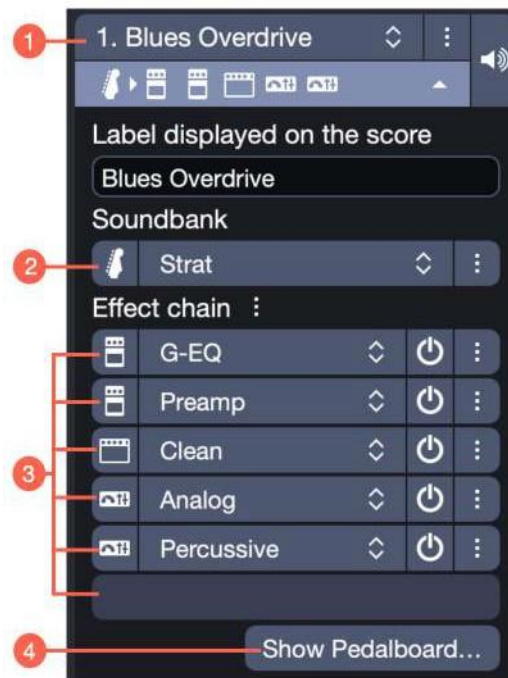 1
1. Blues Overdrive
Label displayed on the score
Blues Overdrive
Soundbank
2
Strat
Effect chain
G-EQ
Preamp
3
Clean
Analog
Percussive
4
Show Pedalboard...